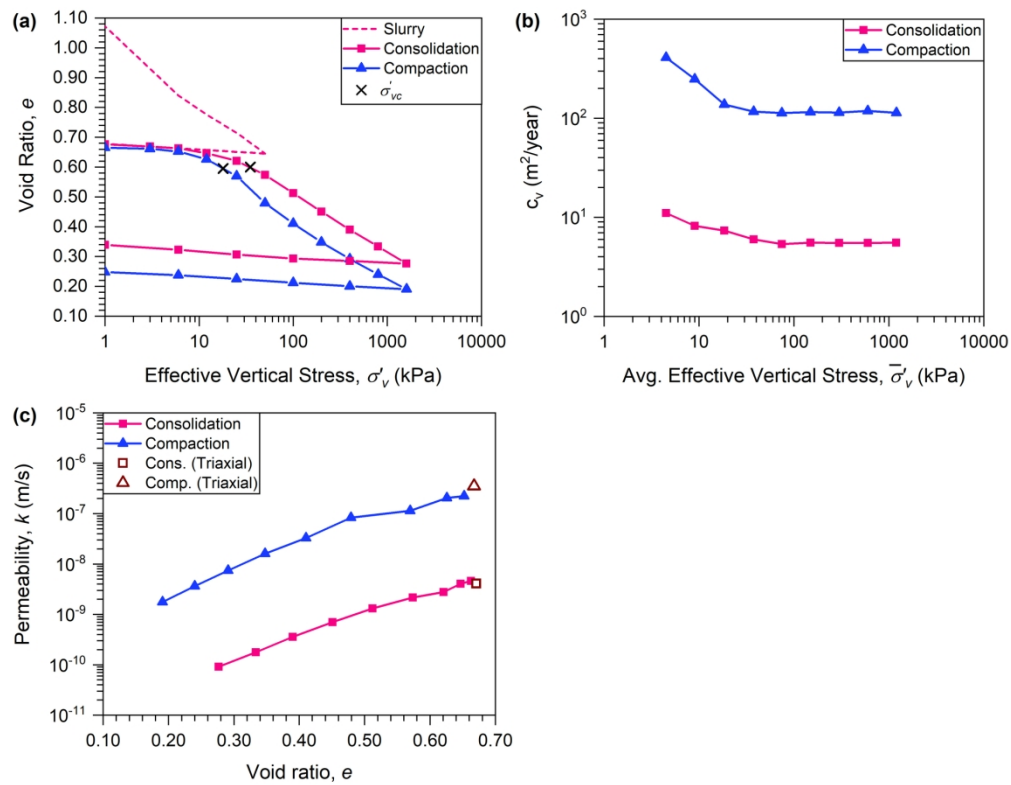 (a)
1.10
1.00
0.90
0.80
0.70
0.60
0.50
0.40
0.30
0.20
0.10
Void Ratio, e
Slurry
Consolidation
Compaction
σ'vc
1 10 100 1000 10000
Effective Vertical Stress, σ'v (kPa)
(b)
10³
10²
10¹
10⁰
cv (m²/year)
Consolidation
Compaction
1 10 100 1000 10000
Avg. Effective Vertical Stress, σ̅'v (kPa)
(c)
10⁻⁵
10⁻⁶
10⁻⁷
10⁻⁸
10⁻⁹
10⁻¹⁰
10⁻¹¹
Permeability, k (m/s)
Consolidation
Compaction
Cons. (Triaxial)
Comp. (Triaxial)
0.10 0.20 0.30 0.40 0.50 0.60 0.70
Void ratio, e